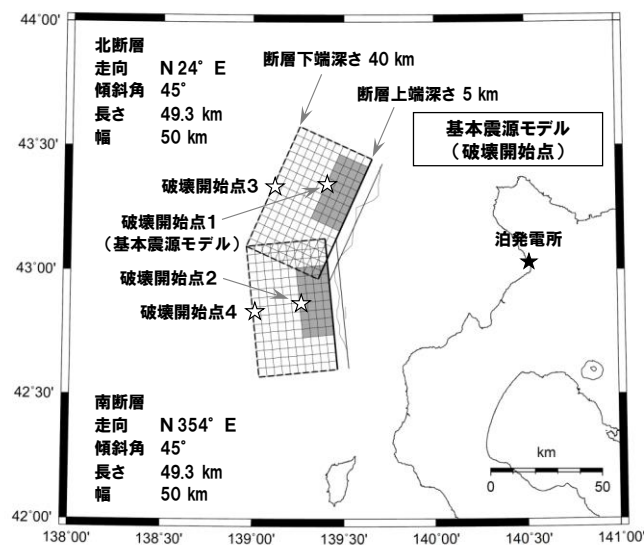 44°00'
43°30'
43°00'
42°30'
42°00'
138°00'
138°30'
139°00'
139°30'
140°00'
140°30'
141°00'
北断層
走向 N 24° E
傾斜角 45°
長さ 49.3 km
幅 50 km
断層下端深さ 40 km
断層上端深さ 5 km
基本震源モデル
（破壊開始点）
破壊開始点3
破壊開始点1
（基本震源モデル）
破壊開始点2
破壊開始点4
泊発電所
南断層
走向 N 354° E
傾斜角 45°
長さ 49.3 km
幅 50 km
km
0 50